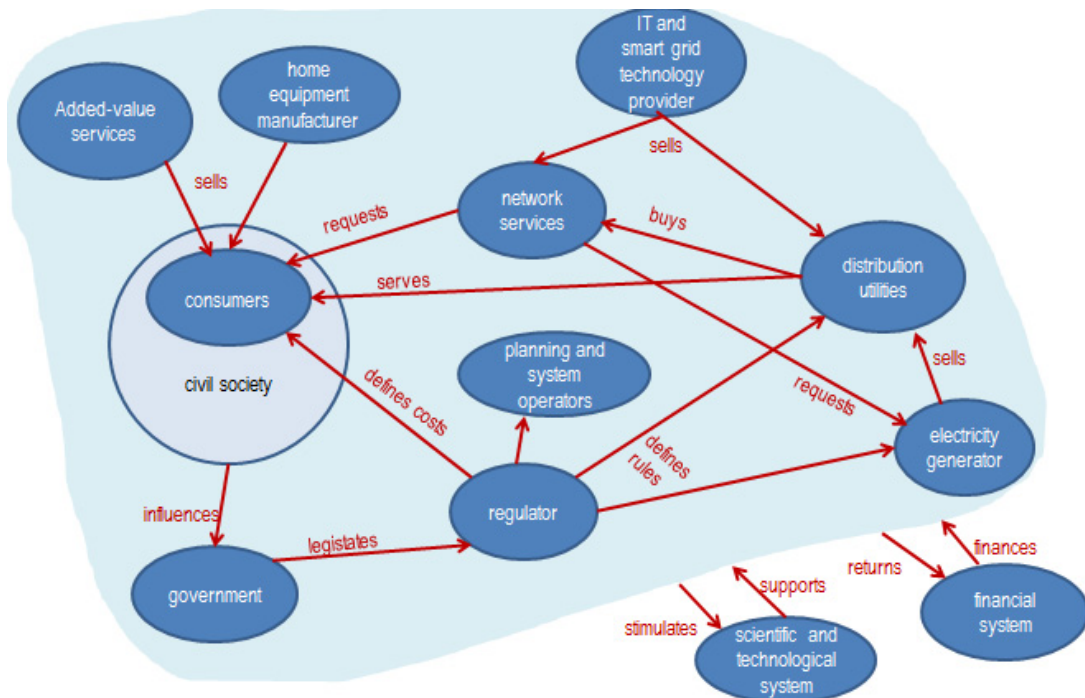 IT and
smart grid
technology
provider
home
equipment
manufacturer
Added-value
services
sells
sells
network
services
requests
buys
distribution
utilities
serves
consumers
civil society
planning and
system
operators
defines costs
sells
requests
electricity
generator
defines
rules
regulator
influences
legistates
government
finances
returns
financial
system
supports
stimulates
scientific and
technological
system